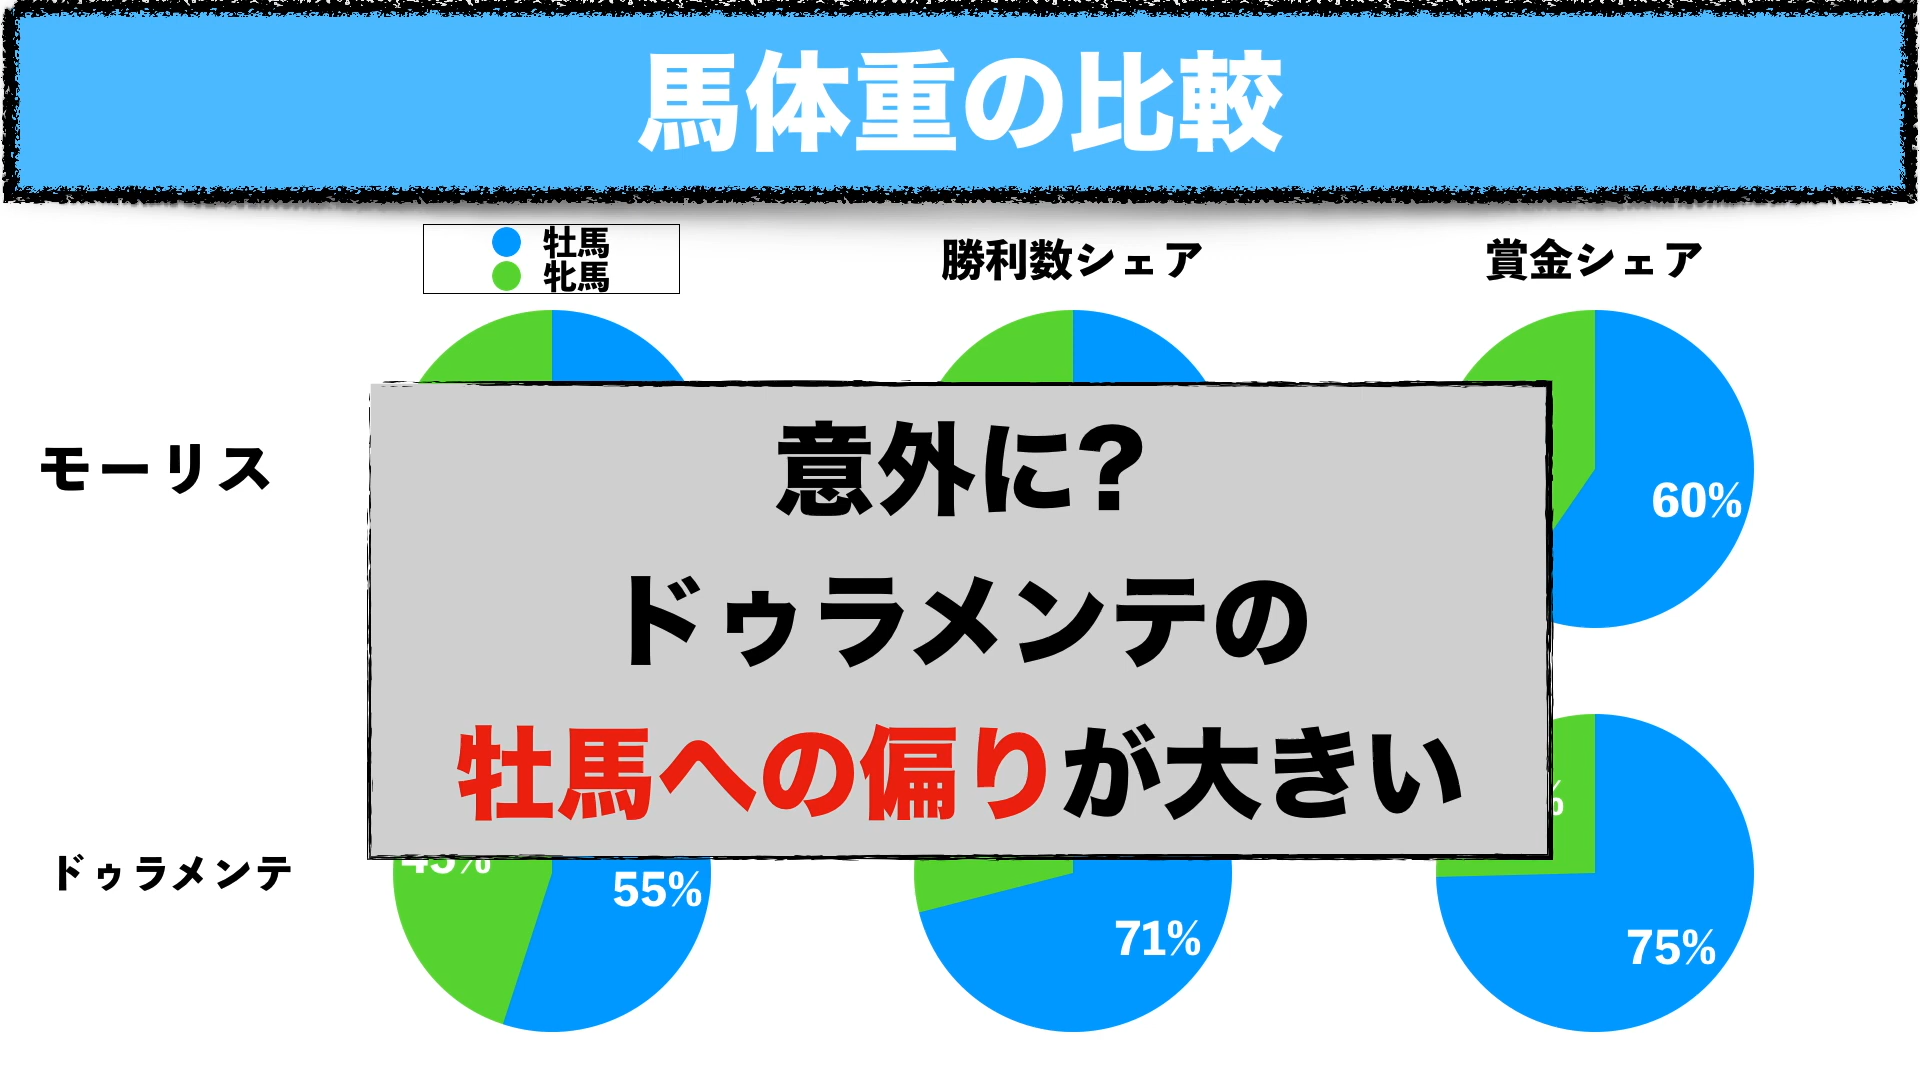 馬体重の比較
牡馬
牝馬
勝利数シェア
賞金シェア
モーリス
60%
意外に?
ドゥラメンテの
牡馬への偏りが大きい
ドゥラメンテ
45%
55%
71%
75%